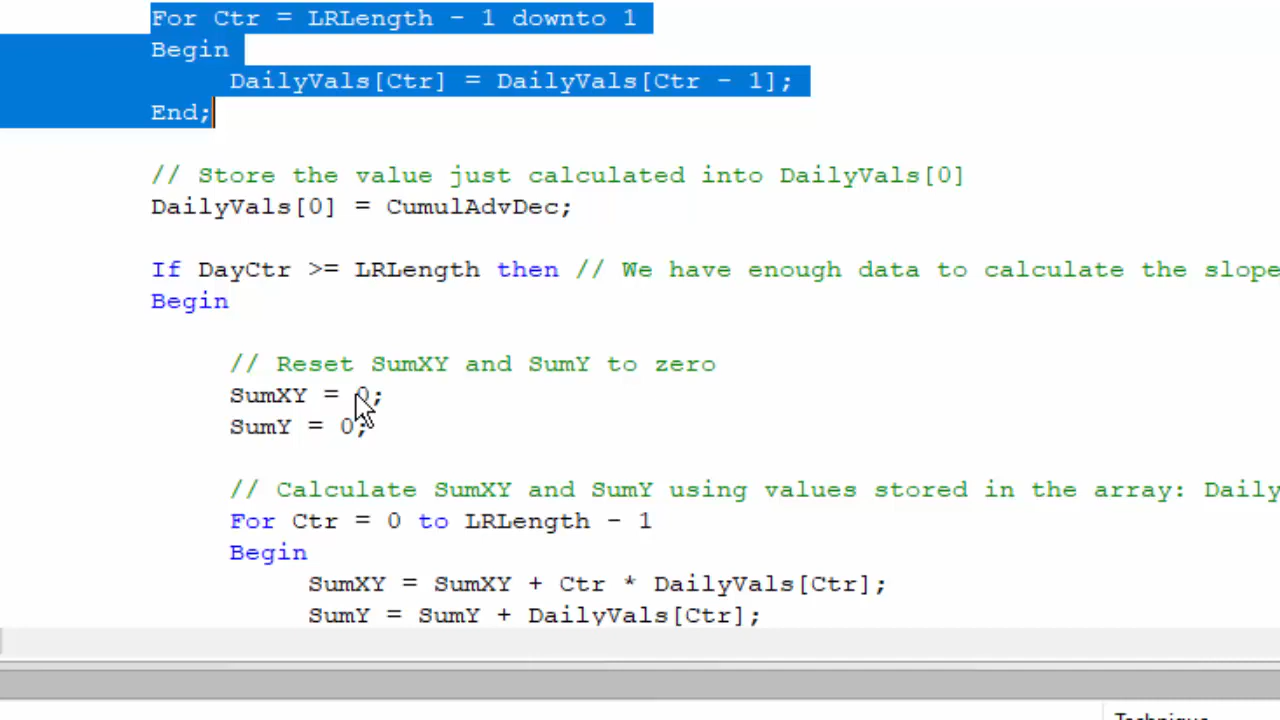 For Ctr = LRLength - 1 downto 1
Begin
DailyVals[Ctr] = DailyVals[Ctr - 1];
End;
// Store the value just calculated into DailyVals[0]
DailyVals[0] = CumulAdvDec;
If DayCtr >= LRLength then // We have enough data to calculate the slope
Begin
// Reset SumXY and SumY to zero
SumXY = 0;
SumY = 0;
// Calculate SumXY and SumY using values stored in the array: Daily
For Ctr = 0 to LRLength - 1
Begin
SumXY = SumXY + Ctr * DailyVals[Ctr];
SumY = SumY + DailyVals[Ctr];